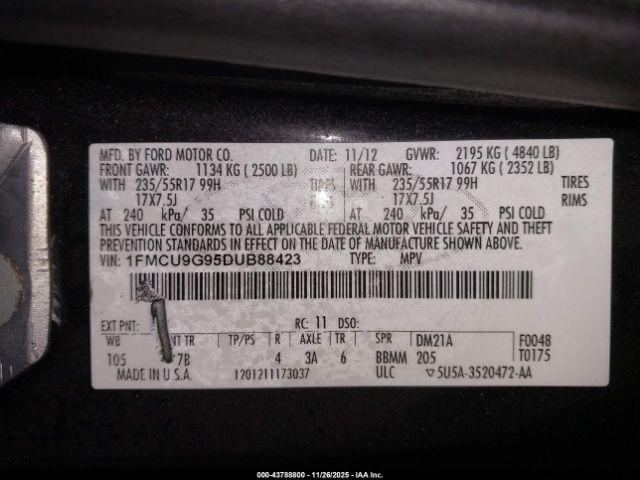 MFD. BY FORD MOTOR CO. DATE: 11/12 GVWR: 2195 KG ( 4840 LB)
FRONT GAWR: 1134 KG ( 2500 LB) REAR GAWR: 1067 KG ( 2352 LB)
WITH 235/55R17 99H TIRES WITH 235/55R17 99H TIRES
17X7.5J RIMS 17X7.5J RIMS
AT 240 kPa/ 35 PSI COLD AT 240 kPa/ 35 PSI COLD
THIS VEHICLE CONFORMS TO ALL APPLICABLE FEDERAL MOTOR VEHICLE SAFETY AND THEFT
PREVENTION STANDARDS IN EFFECT ON THE DATE OF MANUFACTURE SHOWN ABOVE.
VIN: 1FMCU9G95DUB88423 TYPE: MPV
EXT PNT: RC: 11 DSO:
WB INT TR TP/PS R AXLE TR SPR DM21A F0048
105 7B 4 3A 6 BBMM 205 T0175
MADE IN U.S.A. 1201211173037 ULC ▽5U5A-3520472-AA
000-43788800 - 11/26/2025 - IAA Inc.